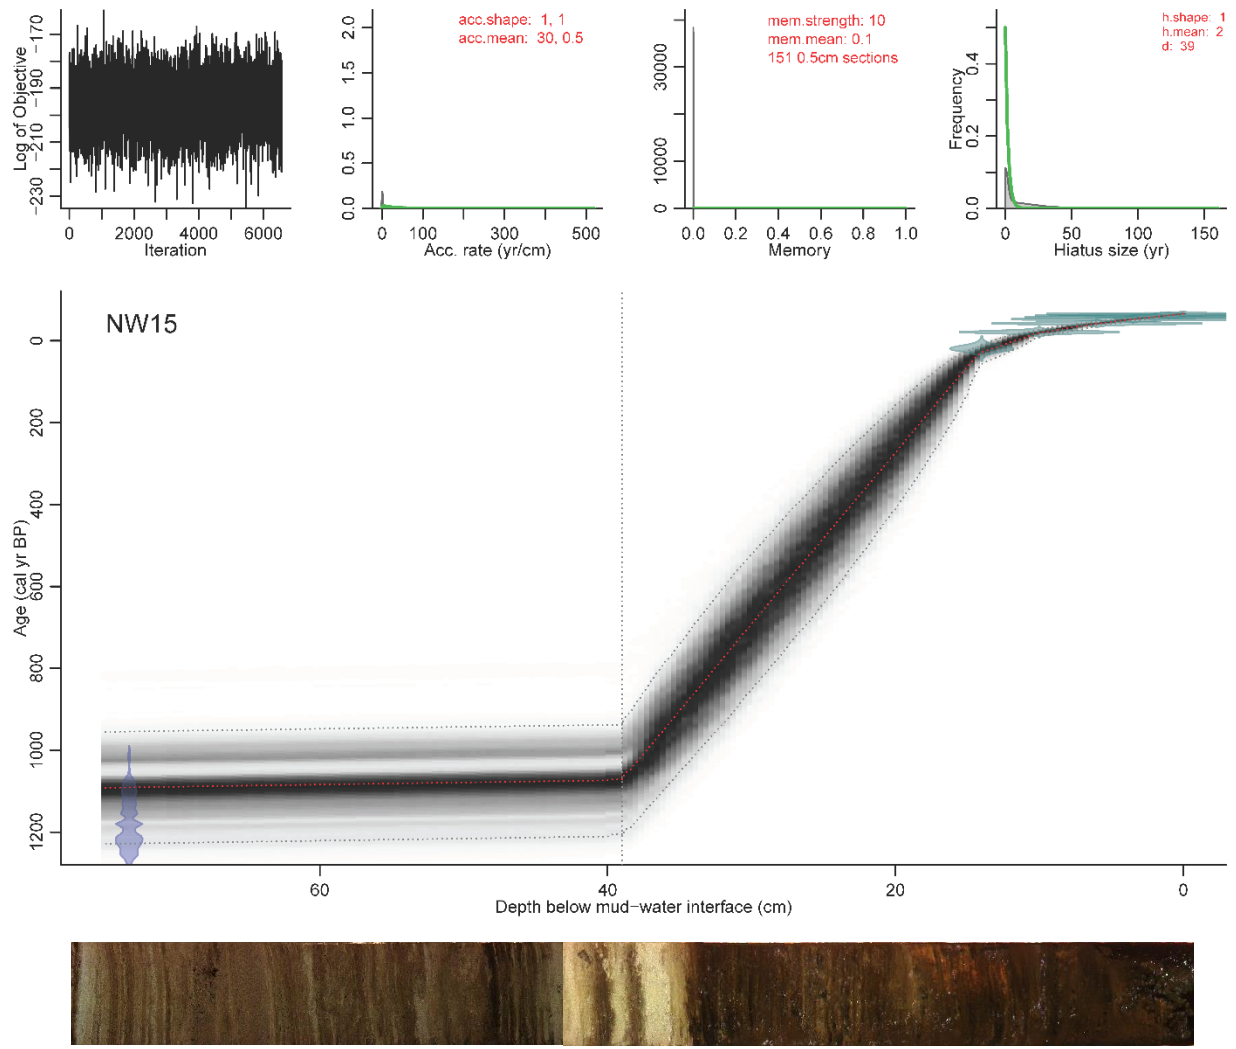 acc.shape: 1, 1
acc.mean: 30, 0.5
mem.strength: 10
mem.mean: 0.1
151 0.5cm sections
h.shape: 1
h.mean: 2
d: 39
Log of Objective
−170
−190
−210
−230
0 2000 4000 6000
Iteration
2.0
1.5
1.0
0.5
0.0
0 100 300 500
Acc. rate (yr/cm)
30000
10000
0
0.0 0.2 0.4 0.6 0.8 1.0
Memory
Frequency
0.4
0.2
0.0
0 50 100 150
Hiatus size (yr)
NW15
Age (cal yr BP)
0
200
400
600
800
1000
1200
60 40 20 0
Depth below mud−water interface (cm)